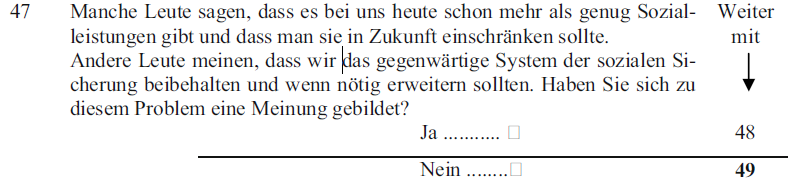 47 Manche Leute sagen, dass es bei uns heute schon mehr als genug Sozial- Weiter
leistungen gibt und dass man sie in Zukunft einschränken sollte. mit
Andere Leute meinen, dass wir das gegenwärtige System der sozialen Si-
cherung beibehalten und wenn nötig erweitern sollten. Haben Sie sich zu
diesem Problem eine Meinung gebildet?
Ja ........... □ 48
Nein ........□ 49